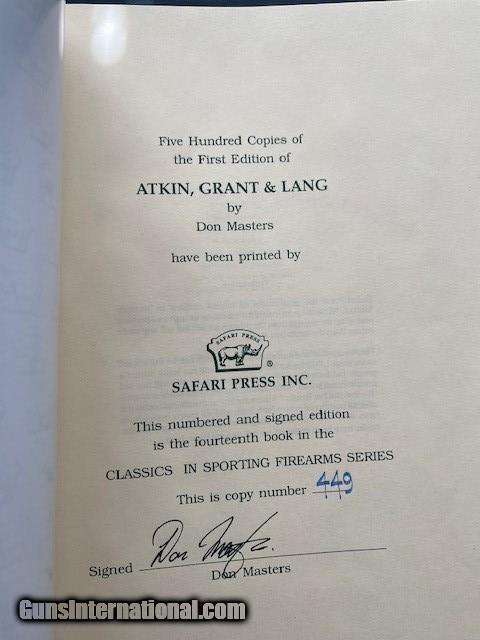 Five Hundred Copies of
the First Edition of
ATKIN, GRANT & LANG
by
Don Masters
have been printed by
SAFARI PRESS
®
SAFARI PRESS INC.
This numbered and signed edition
is the fourteenth book in the
CLASSICS IN SPORTING FIREARMS SERIES
This is copy number 449
Signed Don Masters
Don Masters
GunsInternational.com